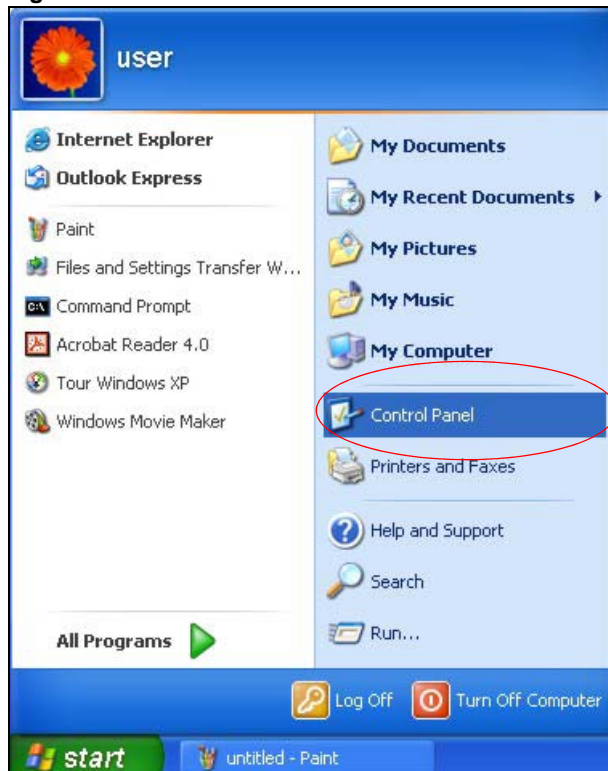 user
Internet Explorer
Outlook Express
Paint
Files and Settings Transfer W...
Command Prompt
Acrobat Reader 4.0
Tour Windows XP
Windows Movie Maker
All Programs
My Documents
My Recent Documents
My Pictures
My Music
My Computer
Control Panel
Printers and Faxes
Help and Support
Search
Run...
Log Off
Turn Off Computer
start
untitled - Paint